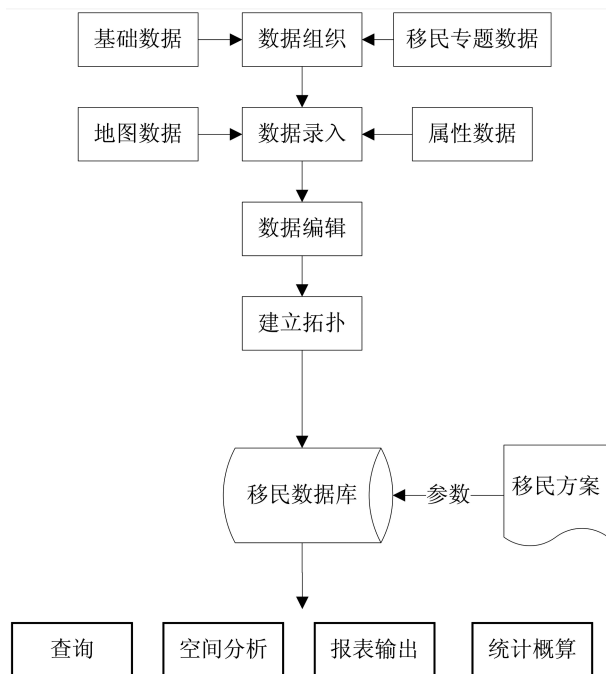 基础数据
数据组织
移民专题数据
地图数据
数据录入
属性数据
数据编辑
建立拓扑
移民数据库
参数
移民方案
查询
空间分析
报表输出
统计概算